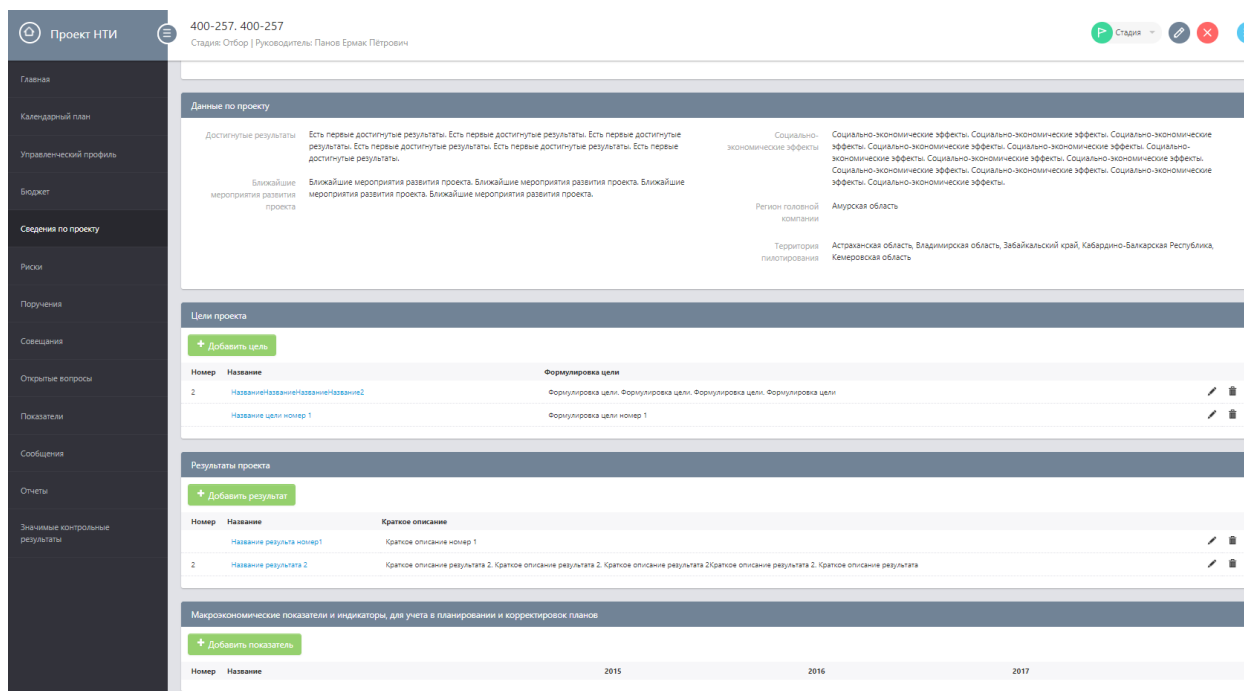 Проект НТИ
400-257. 400-257
Стадия: Отбор | Руководитель: Панов Ермак Пётрович
Стадия
Главная
Календарный план
Управленческий профиль
Бюджет
Сведения по проекту
Риски
Поручения
Совещания
Открытые вопросы
Показатели
Сообщения
Отчеты
Значимые контрольные
результаты
Данные по проекту
Достигнутые результаты
Есть первые достигнутые результаты. Есть первые достигнутые результаты. Есть первые достигнутые
результаты. Есть первые достигнутые результаты. Есть первые достигнутые результаты. Есть первые
достигнутые результаты.
Ближайшие
мероприятия развития
проекта
Ближайшие мероприятия развития проекта. Ближайшие мероприятия развития проекта. Ближайшие
мероприятия развития проекта. Ближайшие мероприятия развития проекта.
Социально-
экономические эффекты
Социально-экономические эффекты. Социально-экономические эффекты. Социально-экономические
эффекты. Социально-экономические эффекты. Социально-экономические эффекты. Социально-
экономические эффекты. Социально-экономические эффекты. Социально-экономические эффекты.
Социально-экономические эффекты. Социально-экономические эффекты. Социально-экономические
эффекты. Социально-экономические эффекты.
Регион головной
компании
Амурская область
Территория
пилотирования
Астраханская область, Владимирская область, Забайкальский край, Кабардино-Балкарская Республика,
Кемеровская область
Цели проекта
+ Добавить цель
Номер Название Формулировка цели
2 НазваниеНазваниеНазваниеНазвание2 Формулировка цели. Формулировка цели. Формулировка цели. Формулировка цели
Название цели номер 1 Формулировка цели номер 1
Результаты проекта
+ Добавить результат
Номер Название Краткое описание
Название результа номер1 Краткое описание номер 1
2 Название результата 2 Краткое описание результата 2. Краткое описание результата 2. Краткое описание результата 2Краткое описание результата 2. Краткое описание результата
Макроэкономические показатели и индикаторы, для учета в планировании и корректировок планов
+ Добавить показатель
Номер Название 2015 2016 2017